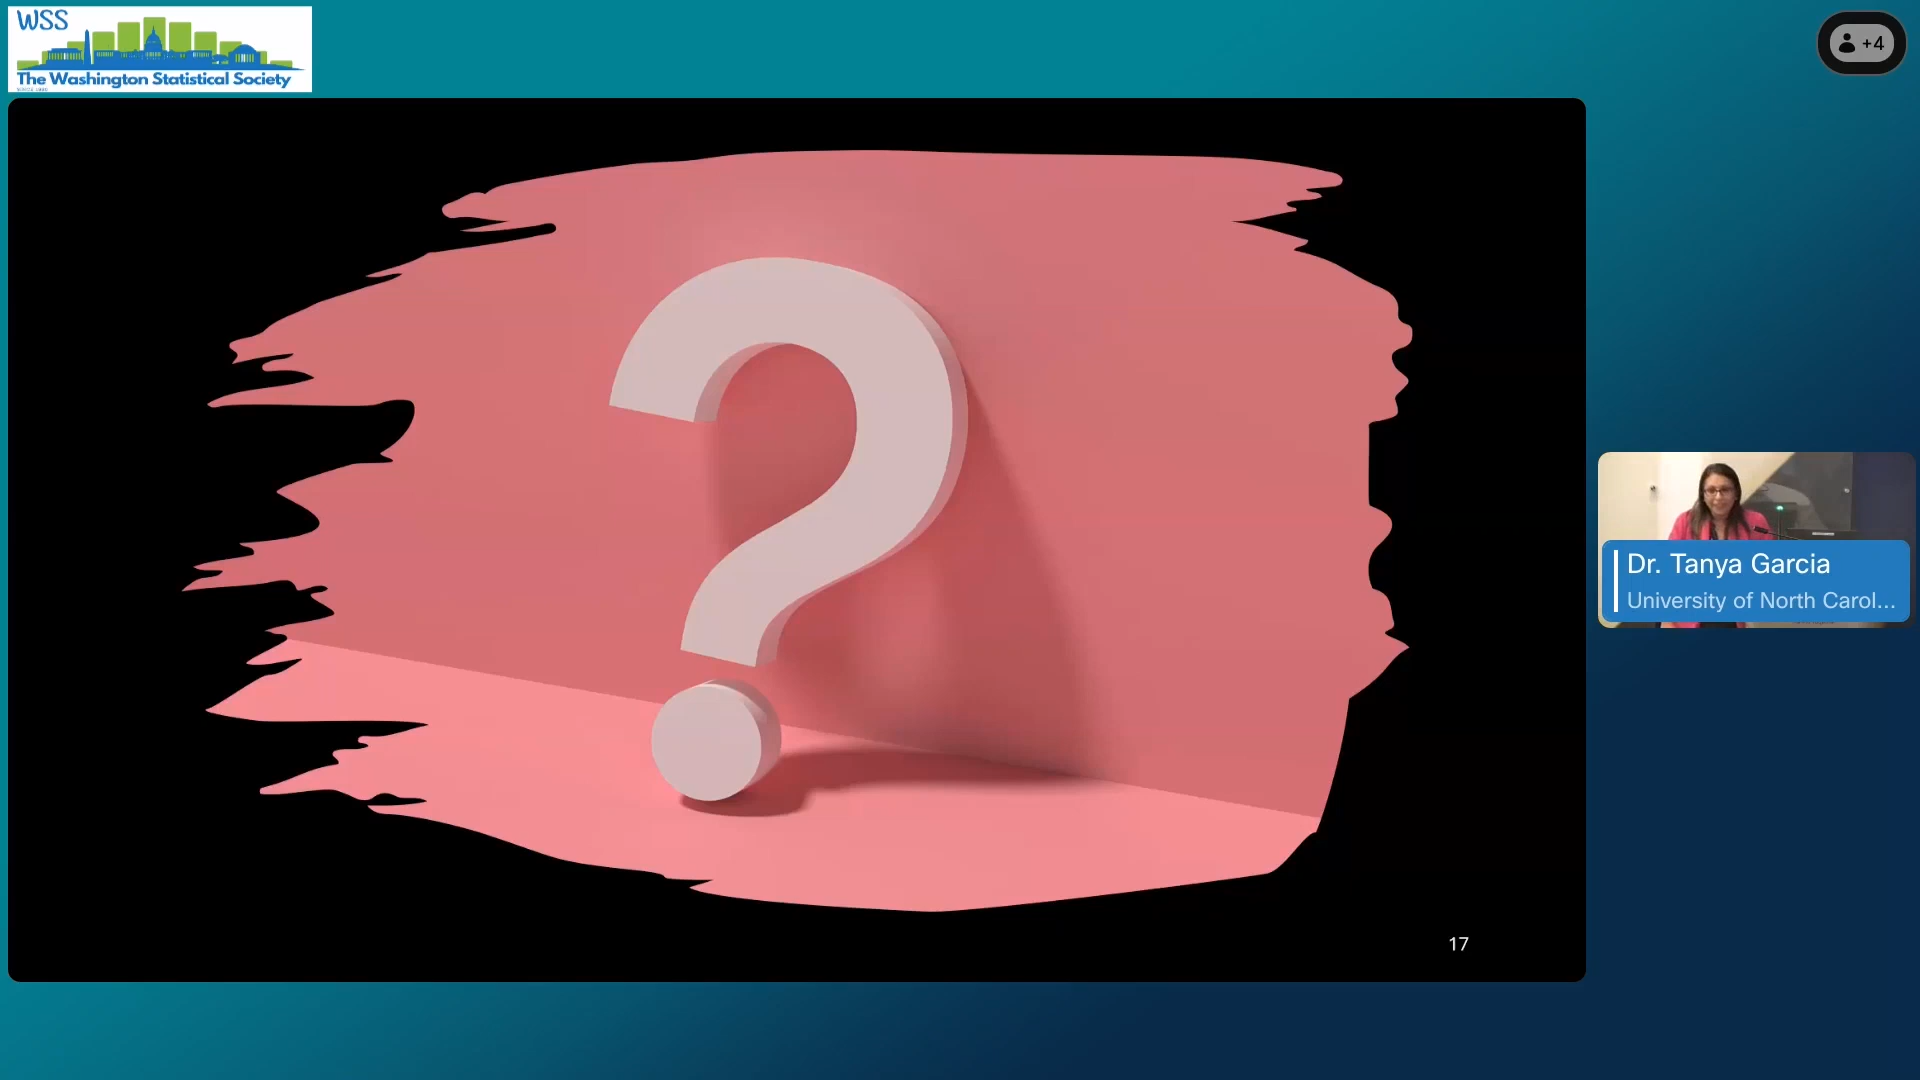 WSS
The Washington Statistical Society
+4
Dr. Tanya Garcia
University of North Carol...
17